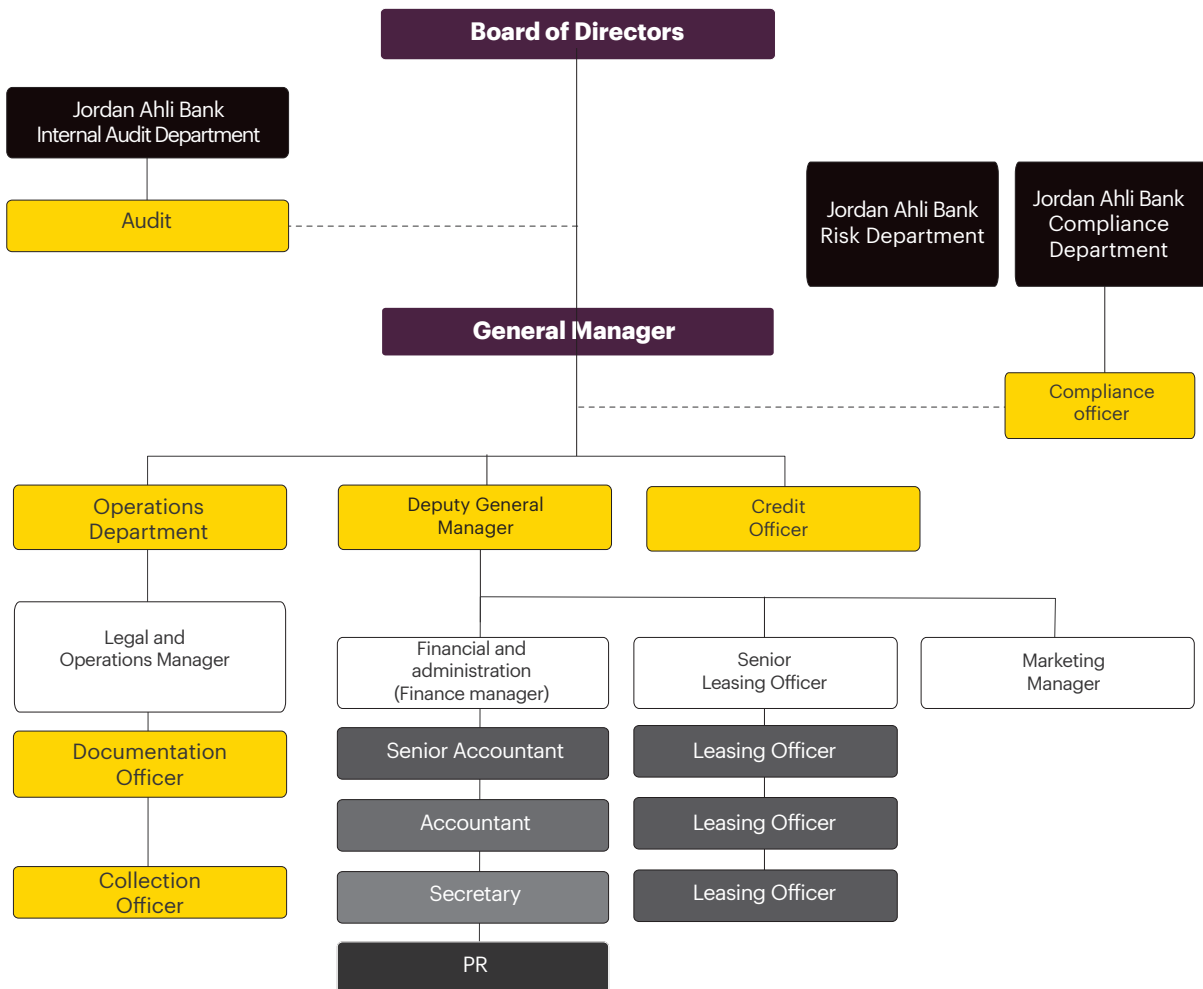 Board of Directors
Jordan Ahli Bank
Internal Audit Department
Audit
Jordan Ahli Bank
Risk Department
Jordan Ahli Bank
Compliance
Department
General Manager
Compliance
officer
Operations
Department
Deputy General
Manager
Credit
Officer
Legal and
Operations Manager
Financial and
administration
(Finance manager)
Senior
Leasing Officer
Marketing
Manager
Documentation
Officer
Senior Accountant
Leasing Officer
Accountant
Leasing Officer
Collection
Officer
Secretary
Leasing Officer
PR